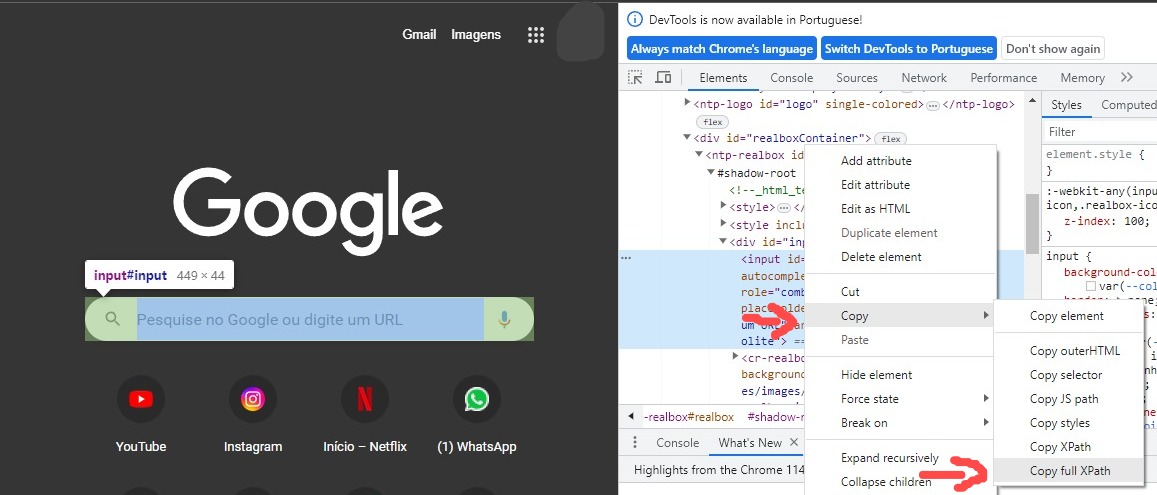 Gmail Imagens
Google
input#input 449 × 44
Pesquise no Google ou digite um URL
YouTube Instagram Início – Netflix (1) WhatsApp
DevTools is now available in Portuguese!
Always match Chrome's language Switch DevTools to Portuguese Don't show again
Elements Console Sources Network Performance Memory
<ntp-logo id="logo" single-colored> </ntp-logo>
flex
<div id="realboxContainer"> flex
<ntp-realbox id
#shadow-root
<!--_html_te
<style> </
<style inclu
<div id="inp
<input id=
autocomple
role="comb
placeholde
um URL" ar
olite"> ==
<cr-realbo
background
es/images/
-realbox#realbox #shadow-r
Add attribute
Edit attribute
Edit as HTML
Duplicate element
Delete element
Cut
Copy
Paste
Hide element
Force state
Break on
Expand recursively
Collapse children
Copy element
Copy outerHTML
Copy selector
Copy JS path
Copy styles
Copy XPath
Copy full XPath
Styles Computed
Filter
element.style {
}
:-webkit-any(inpu
icon,.realbox-ico
z-index: 100;
}
input {
background-colo
var(--col
Console What's New
Highlights from the Chrome 114